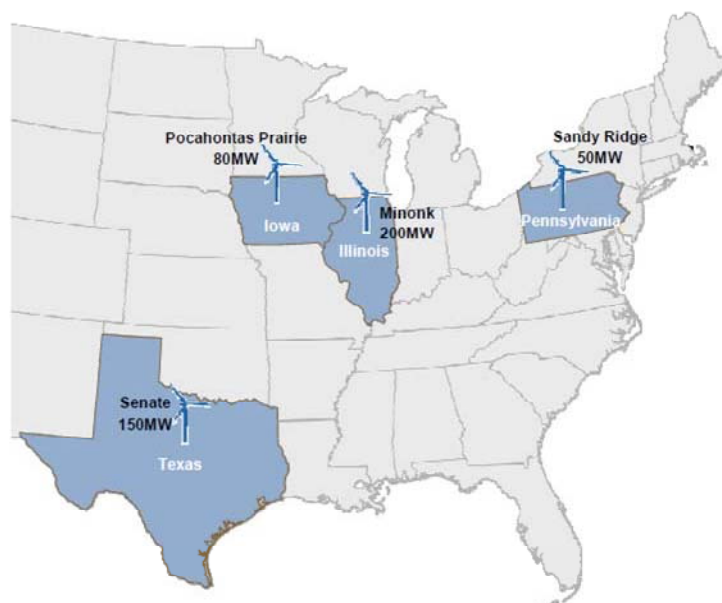 Pocahontas Prairie
80MW
Iowa
Minonk
200MW
Illinois
Sandy Ridge
50MW
Pennsylvania
Senate
150MW
Texas